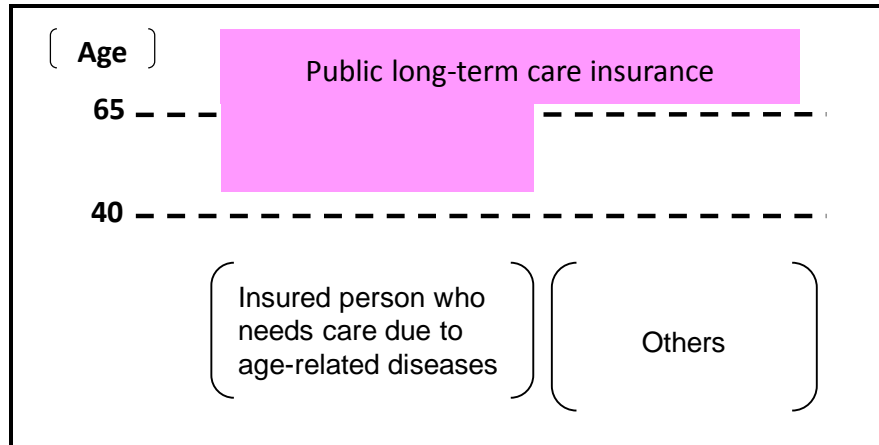 Age
Public long-term care insurance
65
40
Insured person who
needs care due to
age-related diseases
Others